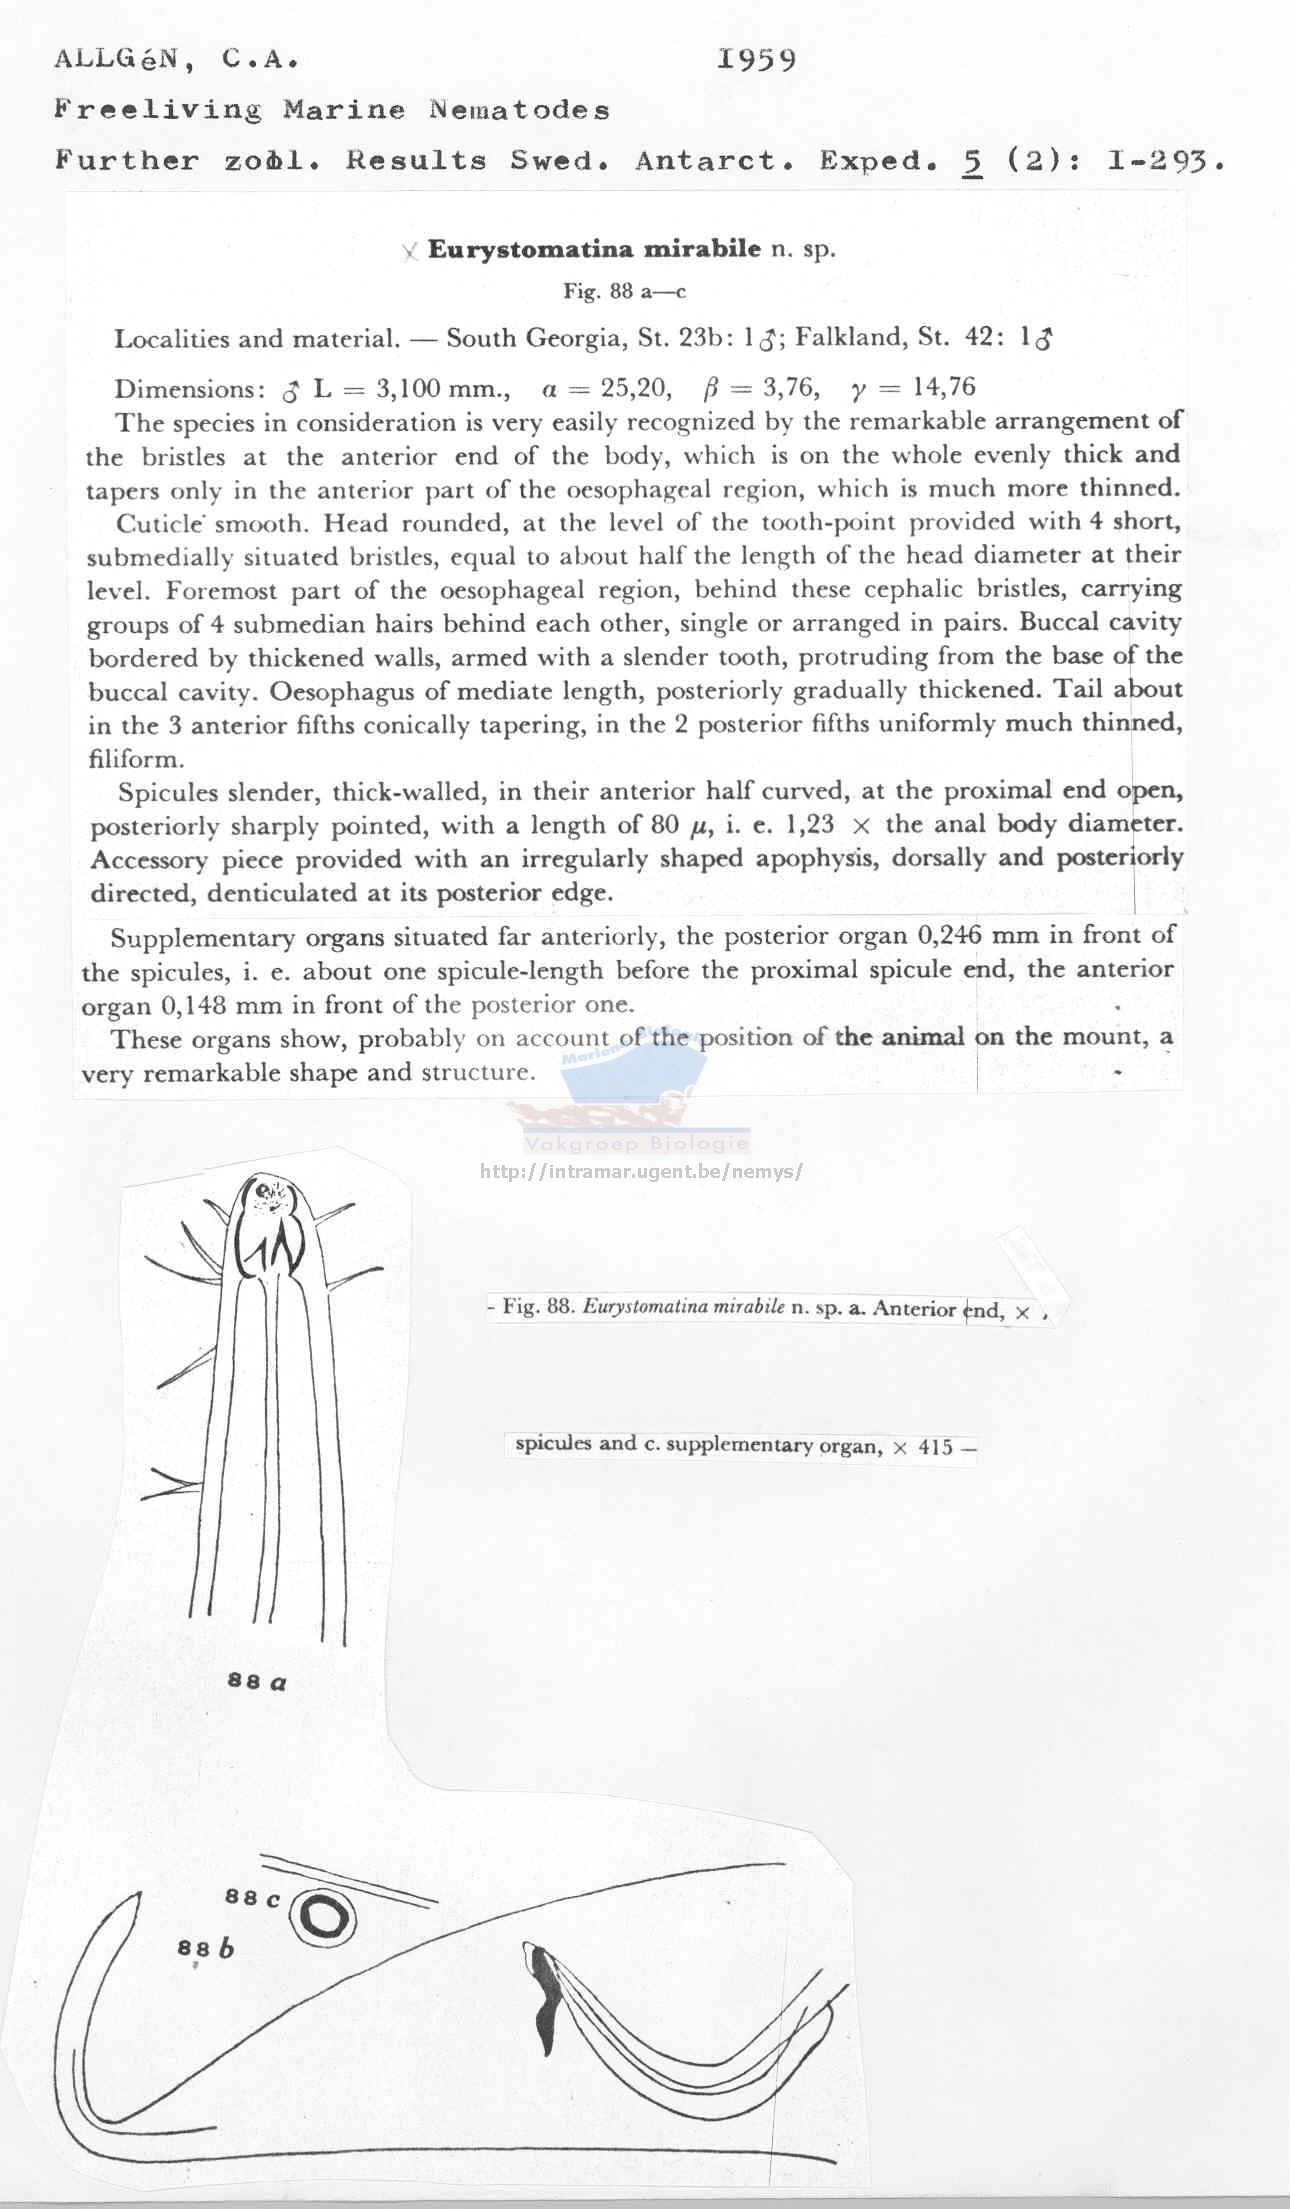 ALLGéN, C.A. 1959
Freeliving Marine Nematodes
Further zoöl. Results Swed. Antarct. Exped. 5 (2): I-293.
Eurystomatina mirabile n. sp.
Fig. 88 a—c
Localities and material. — South Georgia, St. 23b: 1♂; Falkland, St. 42: 1♂
Dimensions: ♂ L = 3,100 mm., α = 25,20, β = 3,76, γ = 14,76
The species in consideration is very easily recognized by the remarkable arrangement of
the bristles at the anterior end of the body, which is on the whole evenly thick and
tapers only in the anterior part of the oesophageal region, which is much more thinned.
Cuticle smooth. Head rounded, at the level of the tooth-point provided with 4 short,
submedially situated bristles, equal to about half the length of the head diameter at their
level. Foremost part of the oesophageal region, behind these cephalic bristles, carrying
groups of 4 submedian hairs behind each other, single or arranged in pairs. Buccal cavity
bordered by thickened walls, armed with a slender tooth, protruding from the base of the
buccal cavity. Oesophagus of mediate length, posteriorly gradually thickened. Tail about
in the 3 anterior fifths conically tapering, in the 2 posterior fifths uniformly much thinned,
filiform.
Spicules slender, thick-walled, in their anterior half curved, at the proximal end open,
posteriorly sharply pointed, with a length of 80 μ, i. e. 1,23 × the anal body diameter.
Accessory piece provided with an irregularly shaped apophysis, dorsally and posteriorly
directed, denticulated at its posterior edge.
Supplementary organs situated far anteriorly, the posterior organ 0,246 mm in front of
the spicules, i. e. about one spicule-length before the proximal spicule end, the anterior
organ 0,148 mm in front of the posterior one.
These organs show, probably on account of the position of the animal on the mount, a
very remarkable shape and structure.
Mariene Biologie
Vakgroep Biologie
http://intramar.ugent.be/nemys/
- Fig. 88. Eurystomatina mirabile n. sp. a. Anterior end, × ,
spicules and c. supplementary organ, × 415 —
88 a
88 c
88 b